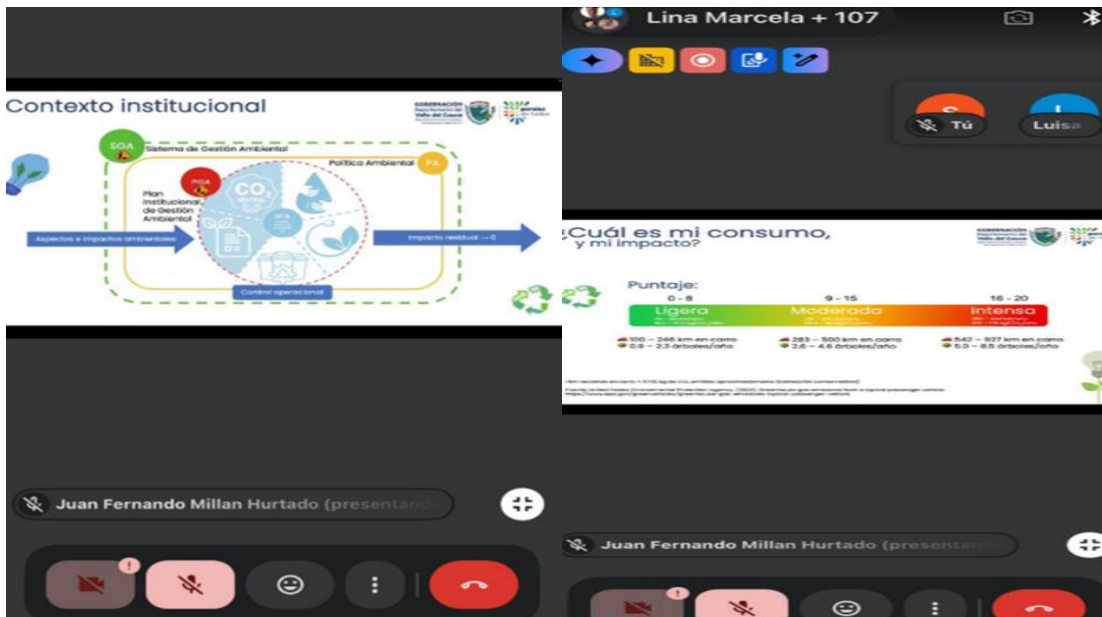 Contexto institucional
GOBERNACIÓN
Valle del Cauca
SGA
Sistema de Gestión Ambiental
Política Ambiental
PA
PIGA
Plan
Institucional
de Gestión
Ambiental
CO₂
NEUTRAL
Aspectos e impactos ambientales
Impacto residual → 0
Control operacional
Juan Fernando Millan Hurtado (presentan
!
Lina Marcela + 107
Tú
Luisa
¿Cuál es mi consumo,
y mi impacto?
GOBERNACIÓN
Valle del Cauca
Puntaje:
0 - 8
9 - 15
16 - 20
Ligera
Moderada
Intensa
100 – 246 km en carro
0.9 – 2.3 árboles/año
283 – 500 km en carro
2.6 – 4.6 árboles/año
542 – 927 km en carro
5.0 – 8.5 árboles/año
Juan Fernando Millan Hurtado (presentan
!